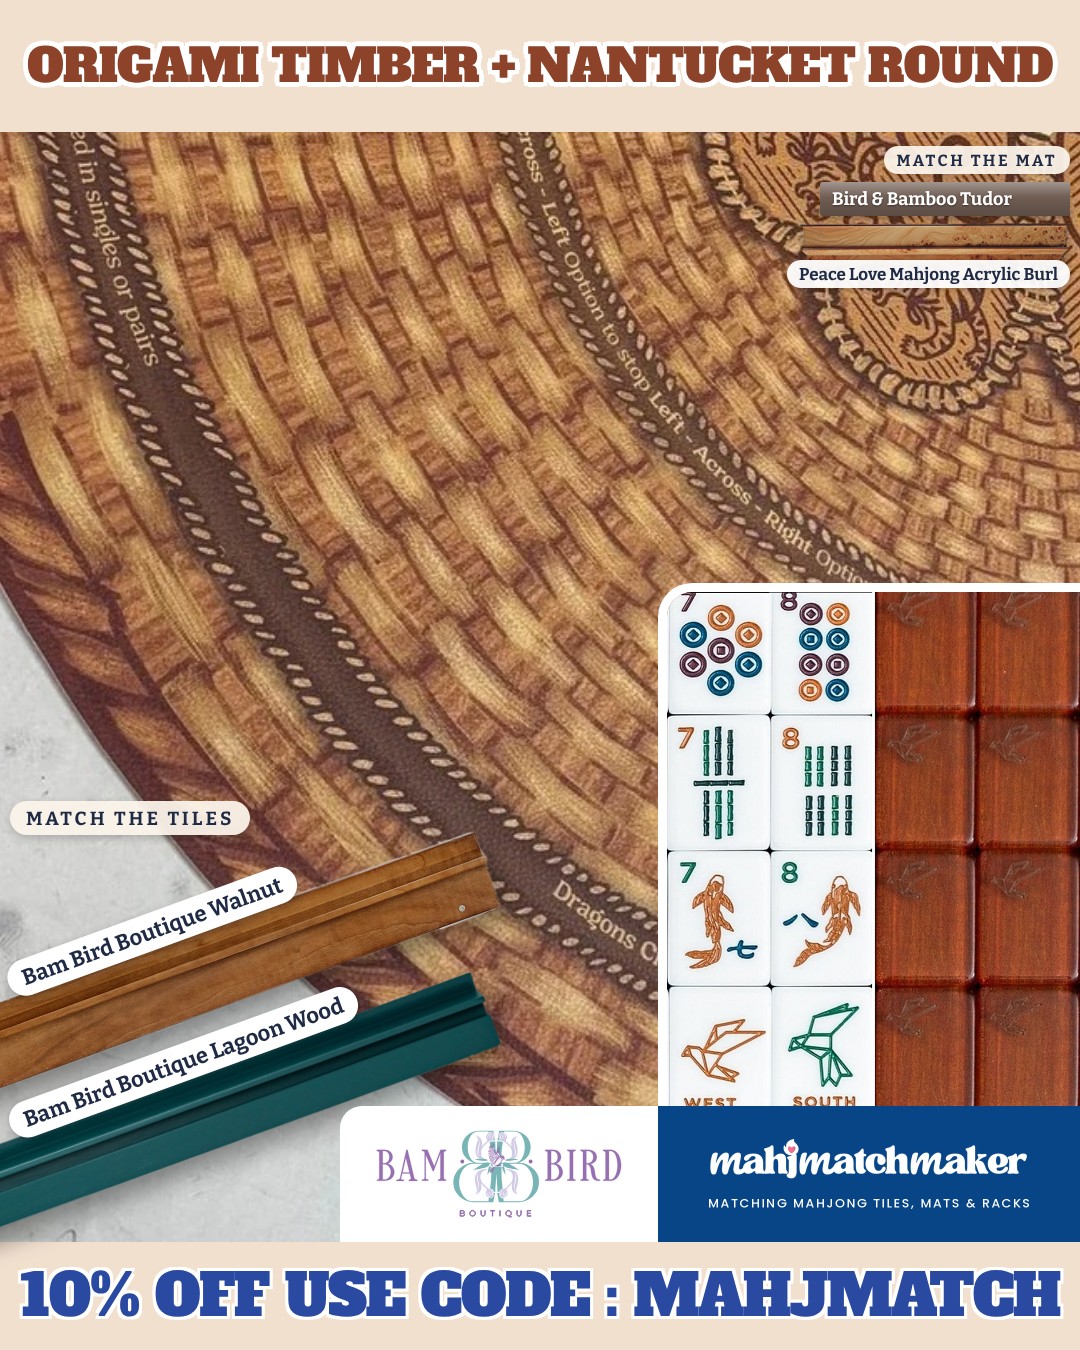 ORIGAMI TIMBER + NANTUCKET ROUND
MATCH THE MAT
Bird & Bamboo Tudor
Peace Love Mahjong Acrylic Burl
in singles or pairs
Left Option to stop Left - Across - Right
Dragons
MATCH THE TILES
Bam Bird Boutique Walnut
Bam Bird Boutique Lagoon Wood
7 8
7 8
7 8
七 八
WEST SOUTH
BAM BIRD
BOUTIQUE
mahjmatchmaker
MATCHING MAHJONG TILES, MATS & RACKS
10% OFF USE CODE : MAHJMATCH